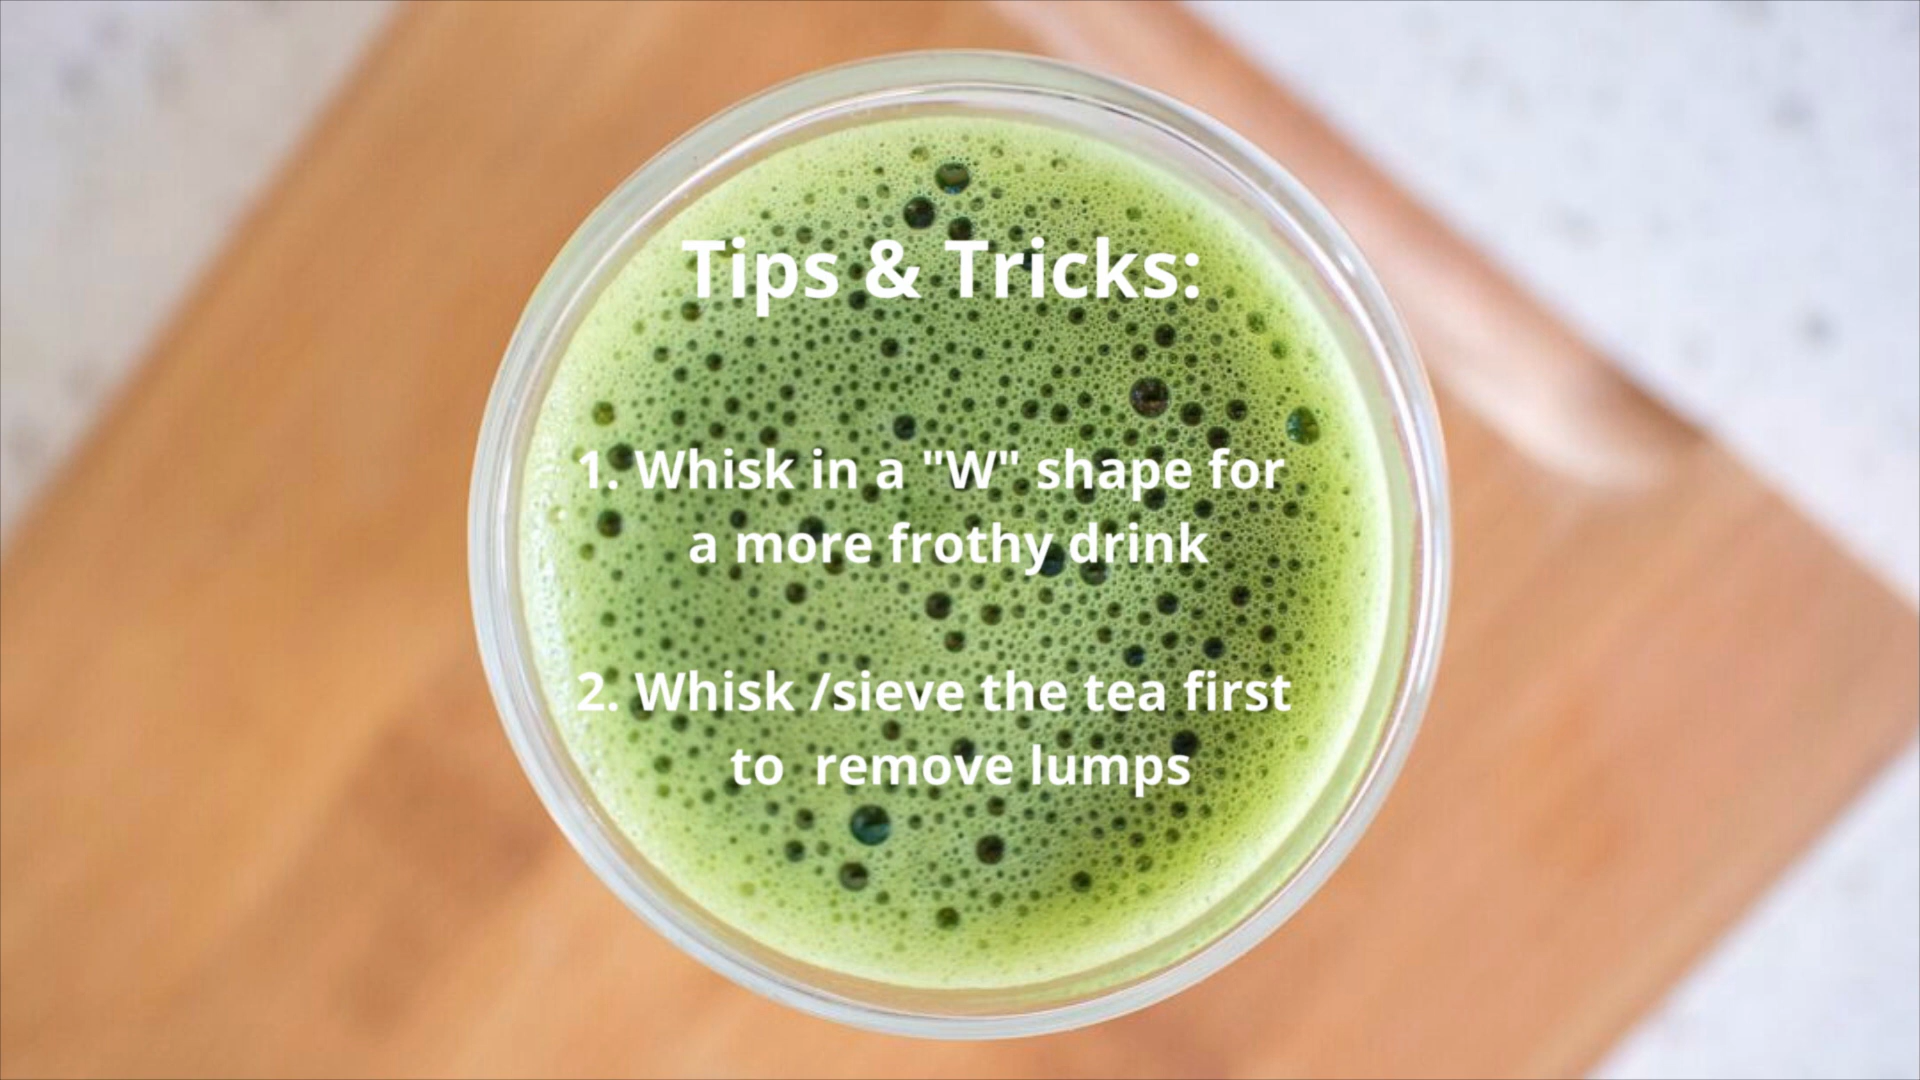 Tips & Tricks:
1. Whisk in a "W" shape for
a more frothy drink
2. Whisk /sieve the tea first
to  remove lumps